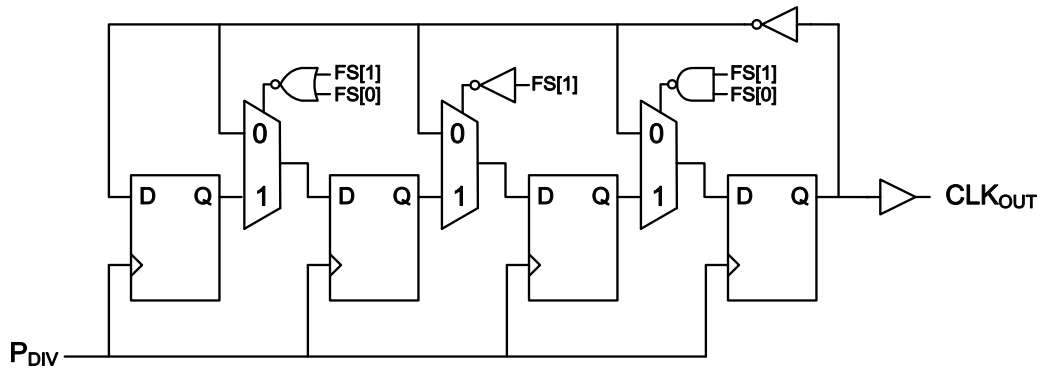 FS[1]
FS[0]
FS[1]
FS[1]
FS[0]
0
0
0
D Q
1
D Q
1
D Q
1
D Q
CLKOUT
PDIV